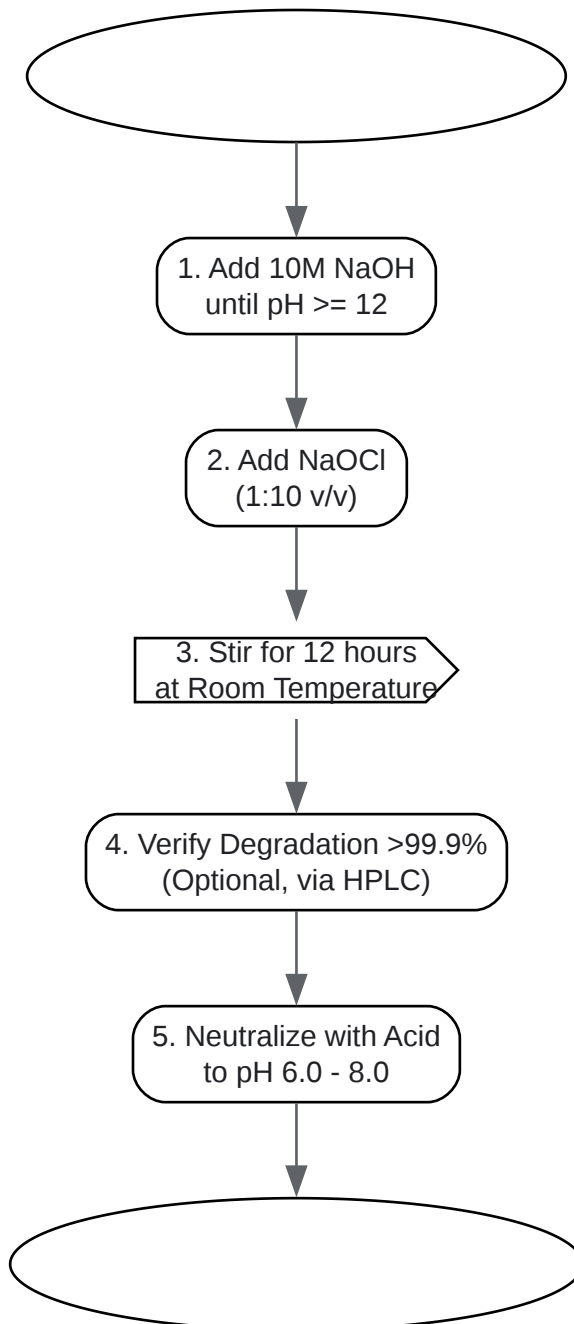 1. Add 10M NaOH
until pH >= 12
2. Add NaOCl
(1:10 v/v)
3. Stir for 12 hours
at Room Temperature
4. Verify Degradation >99.9%
(Optional, via HPLC)
5. Neutralize with Acid
to pH 6.0 - 8.0